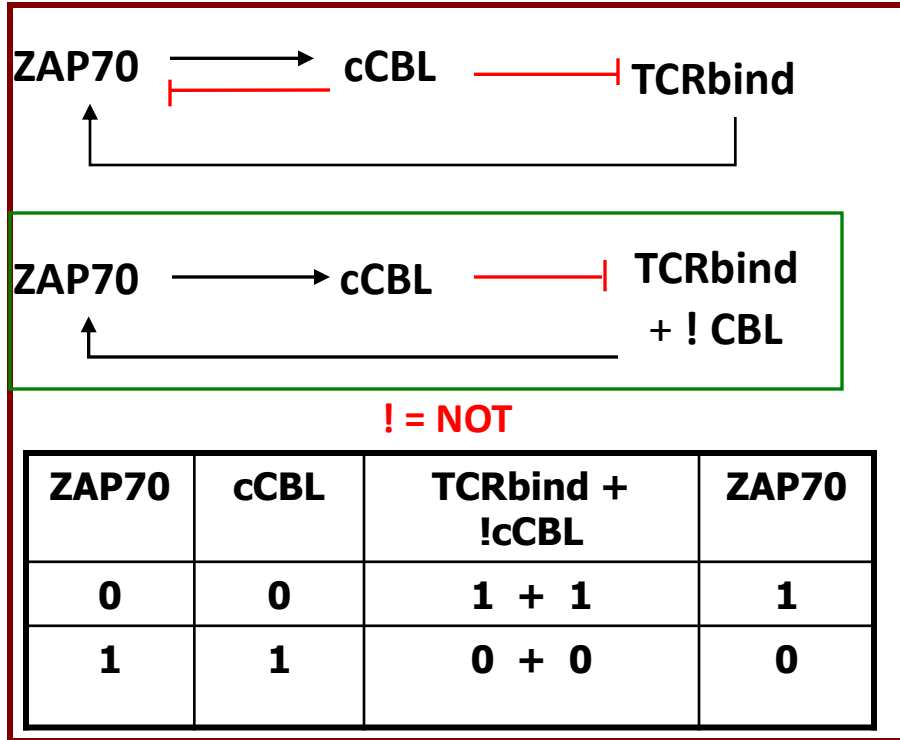 ZAP70 cCBL TCRbind
ZAP70 cCBL TCRbind
+ ! CBL
! = NOT
ZAP70 cCBL TCRbind + ZAP70
!cCBL
0 0 1 + 1 1
1 1 0 + 0 0